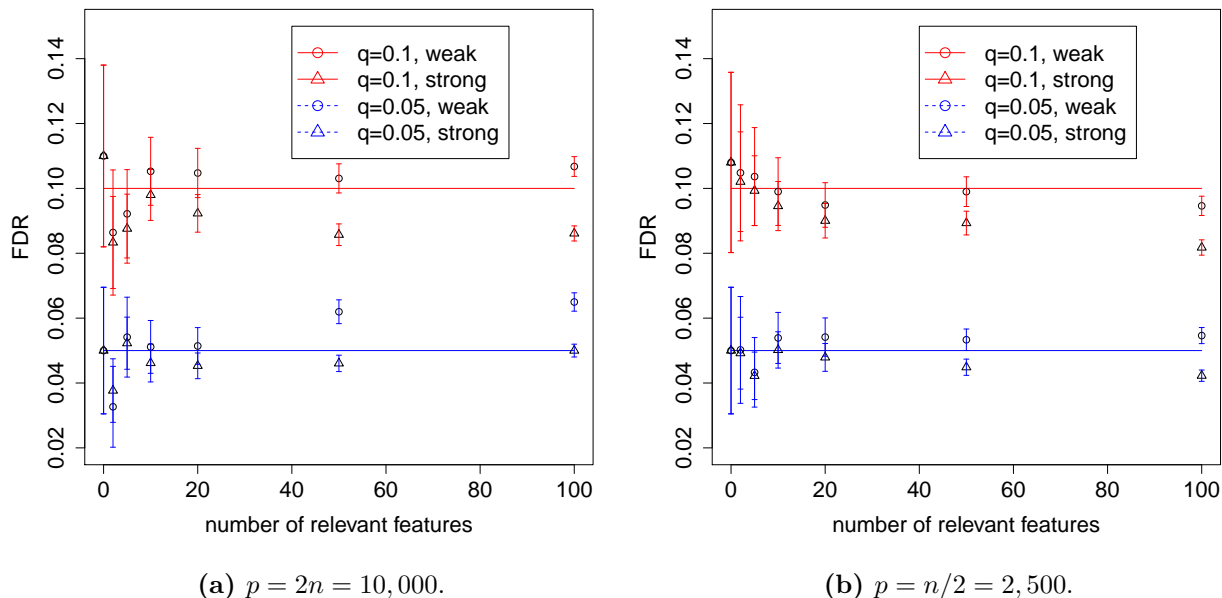 q=0.1, weak
q=0.1, strong
q=0.05, weak
q=0.05, strong
FDR
0.14
0.12
0.10
0.08
0.06
0.04
0.02
0 20 40 60 80 100
number of relevant features
(a) p = 2n = 10,000.
q=0.1, weak
q=0.1, strong
q=0.05, weak
q=0.05, strong
FDR
0.14
0.12
0.10
0.08
0.06
0.04
0.02
0 20 40 60 80 100
number of relevant features
(b) p = n/2 = 2,500.